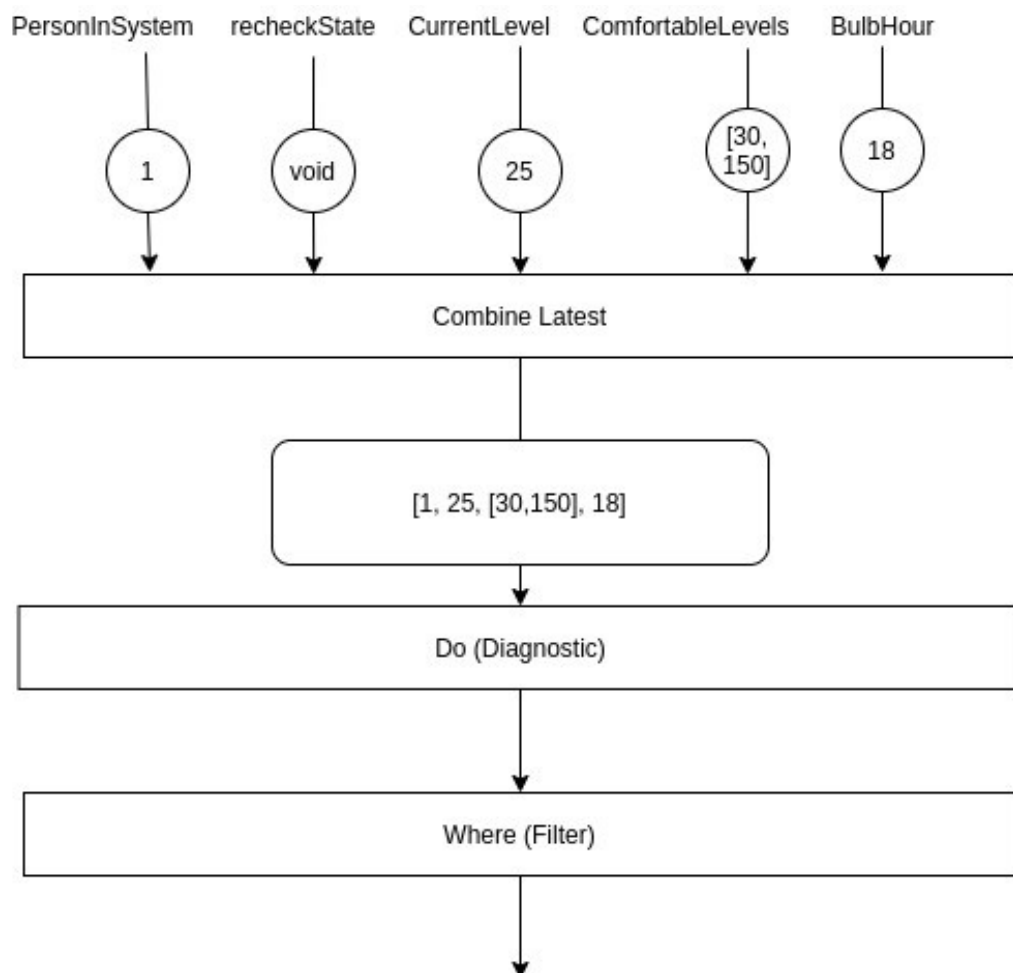 PersonInSystem recheckState CurrentLevel ComfortableLevels BulbHour
1 void 25 [30, 18
150]
Combine Latest
[1, 25, [30,150], 18]
Do (Diagnostic)
Where (Filter)